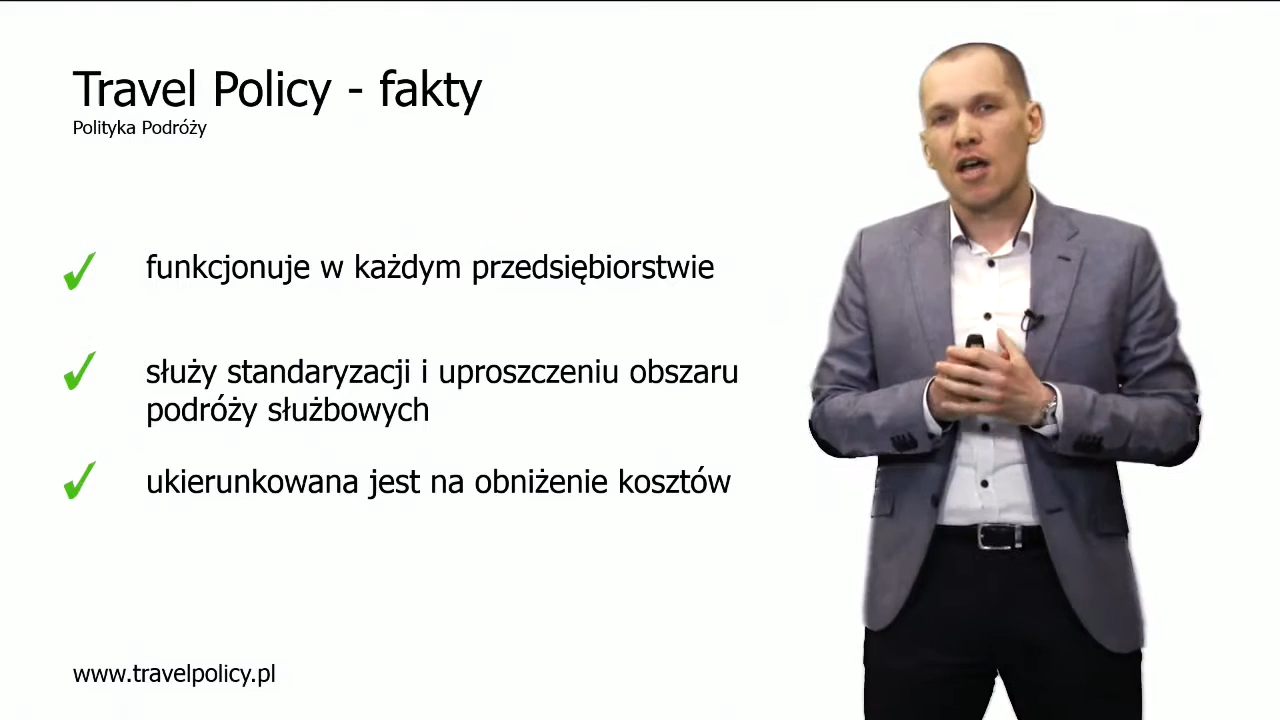 Travel Policy - fakty
Polityka Podróży
funkcjonuje w każdym przedsiębiorstwie
służy standaryzacji i uproszczeniu obszaru
podróży służbowych
ukierunkowana jest na obniżenie kosztów
www.travelpolicy.pl